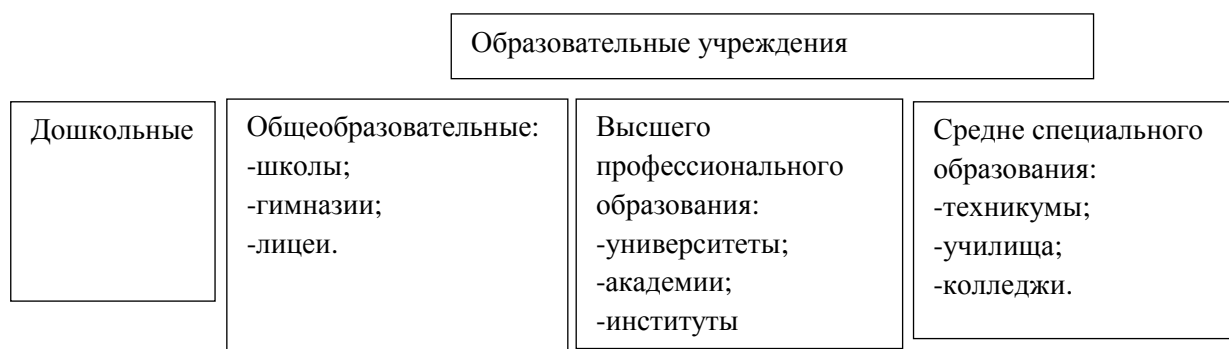 Образовательные учреждения
Дошкольные
Общеобразовательные:
-школы;
-гимназии;
-лицеи.
Высшего
профессионального
образования:
-университеты;
-академии;
-институты
Средне специального
образования:
-техникумы;
-училища;
-колледжи.